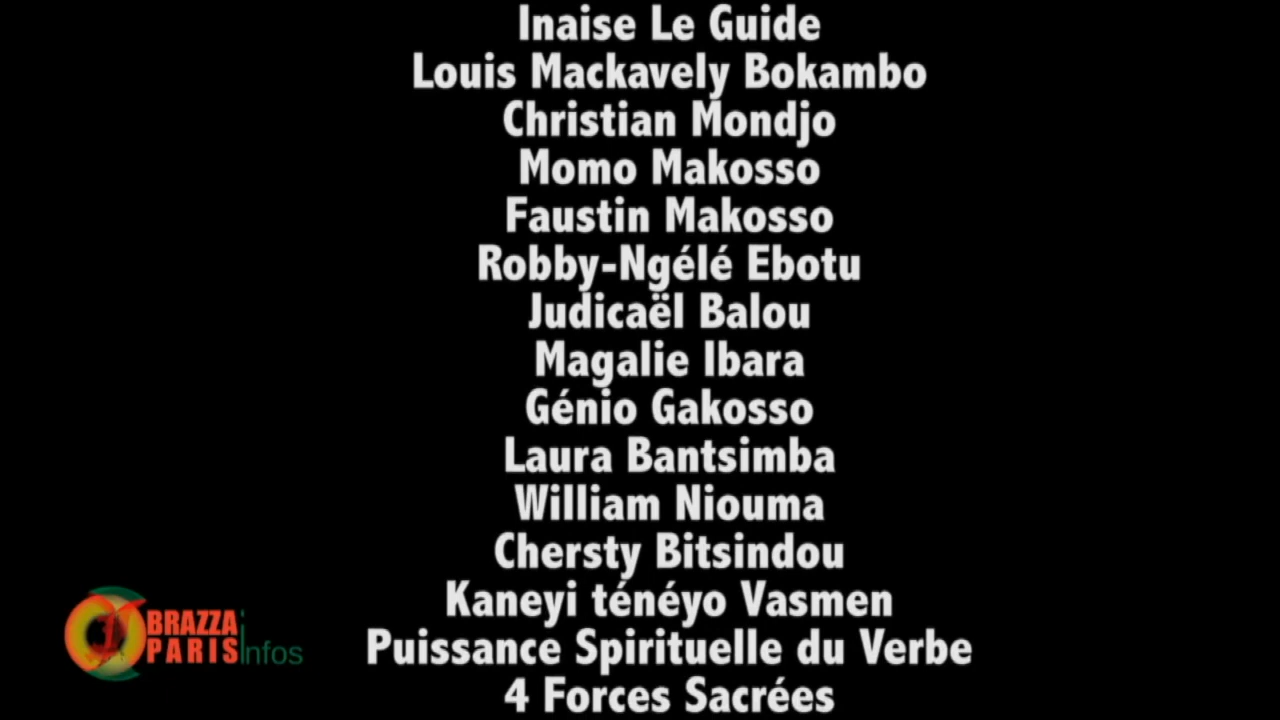 Inaise Le Guide
Louis Mackavely Bokambo
Christian Mondjo
Momo Makosso
Faustin Makosso
Robby-Ngélé Ebotu
Judicaël Balou
Magalie Ibara
Génio Gakosso
Laura Bantsimba
William Niouma
Chersty Bitsindou
Kaneyi ténéyo Vasmen
Puissance Spirituelle du Verbe
4 Forces Sacrées
BRAZZA
PARIS Infos